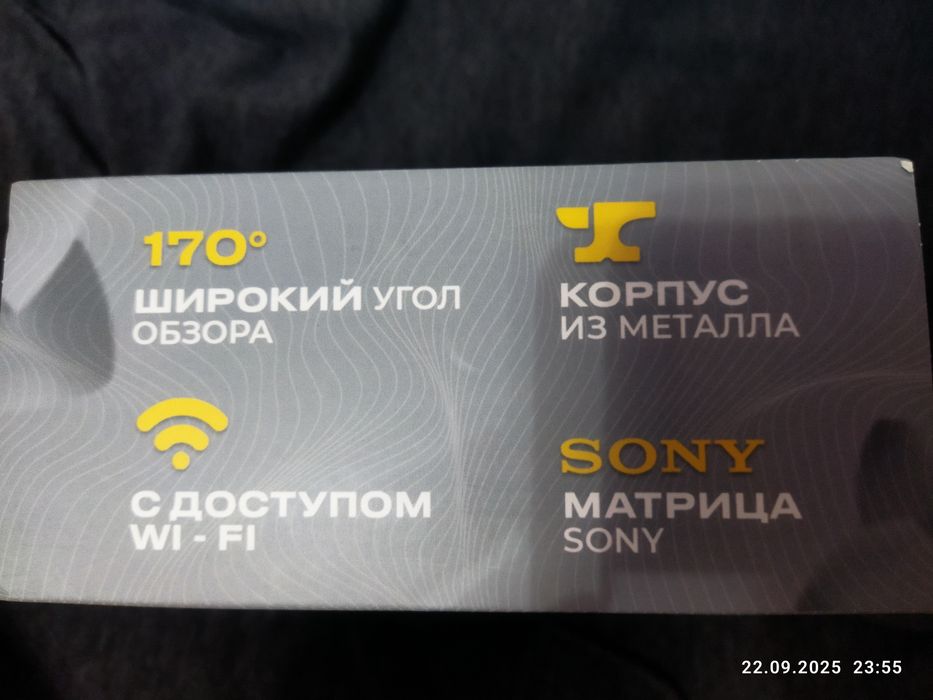 170°
ШИРОКИЙ УГОЛ
ОБЗОРА
КОРПУС
ИЗ МЕТАЛЛА
С ДОСТУПОМ
WI - FI
SONY
МАТРИЦА
SONY
22.09.2025 23:55